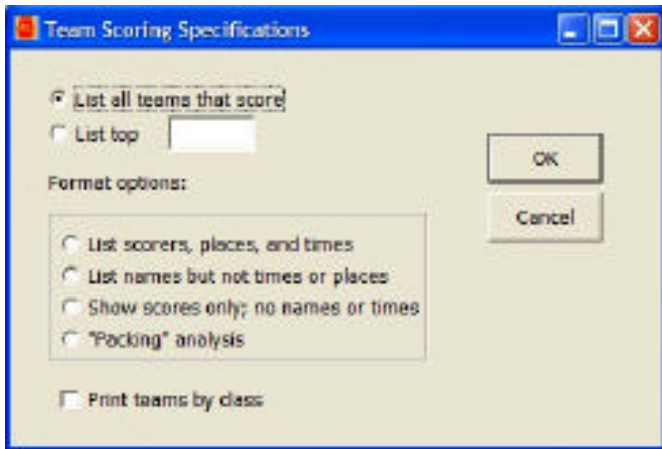 Team Scoring Specifications
List all teams that score
List top
OK
Format options:
Cancel
List scorers, places, and times
List names but not times or places
Show scores only; no names or times
"Packing" analysis
Print teams by class